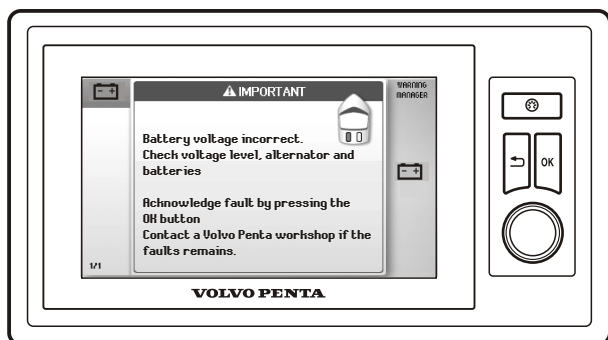 IMPORTANT
WARNING
MANAGER
Battery voltage incorrect.
Check voltage level, alternator and
batteries
Acknowledge fault by pressing the
OK button
Contact a Volvo Penta workshop if the
faults remains.
1/1
OK
VOLVO PENTA